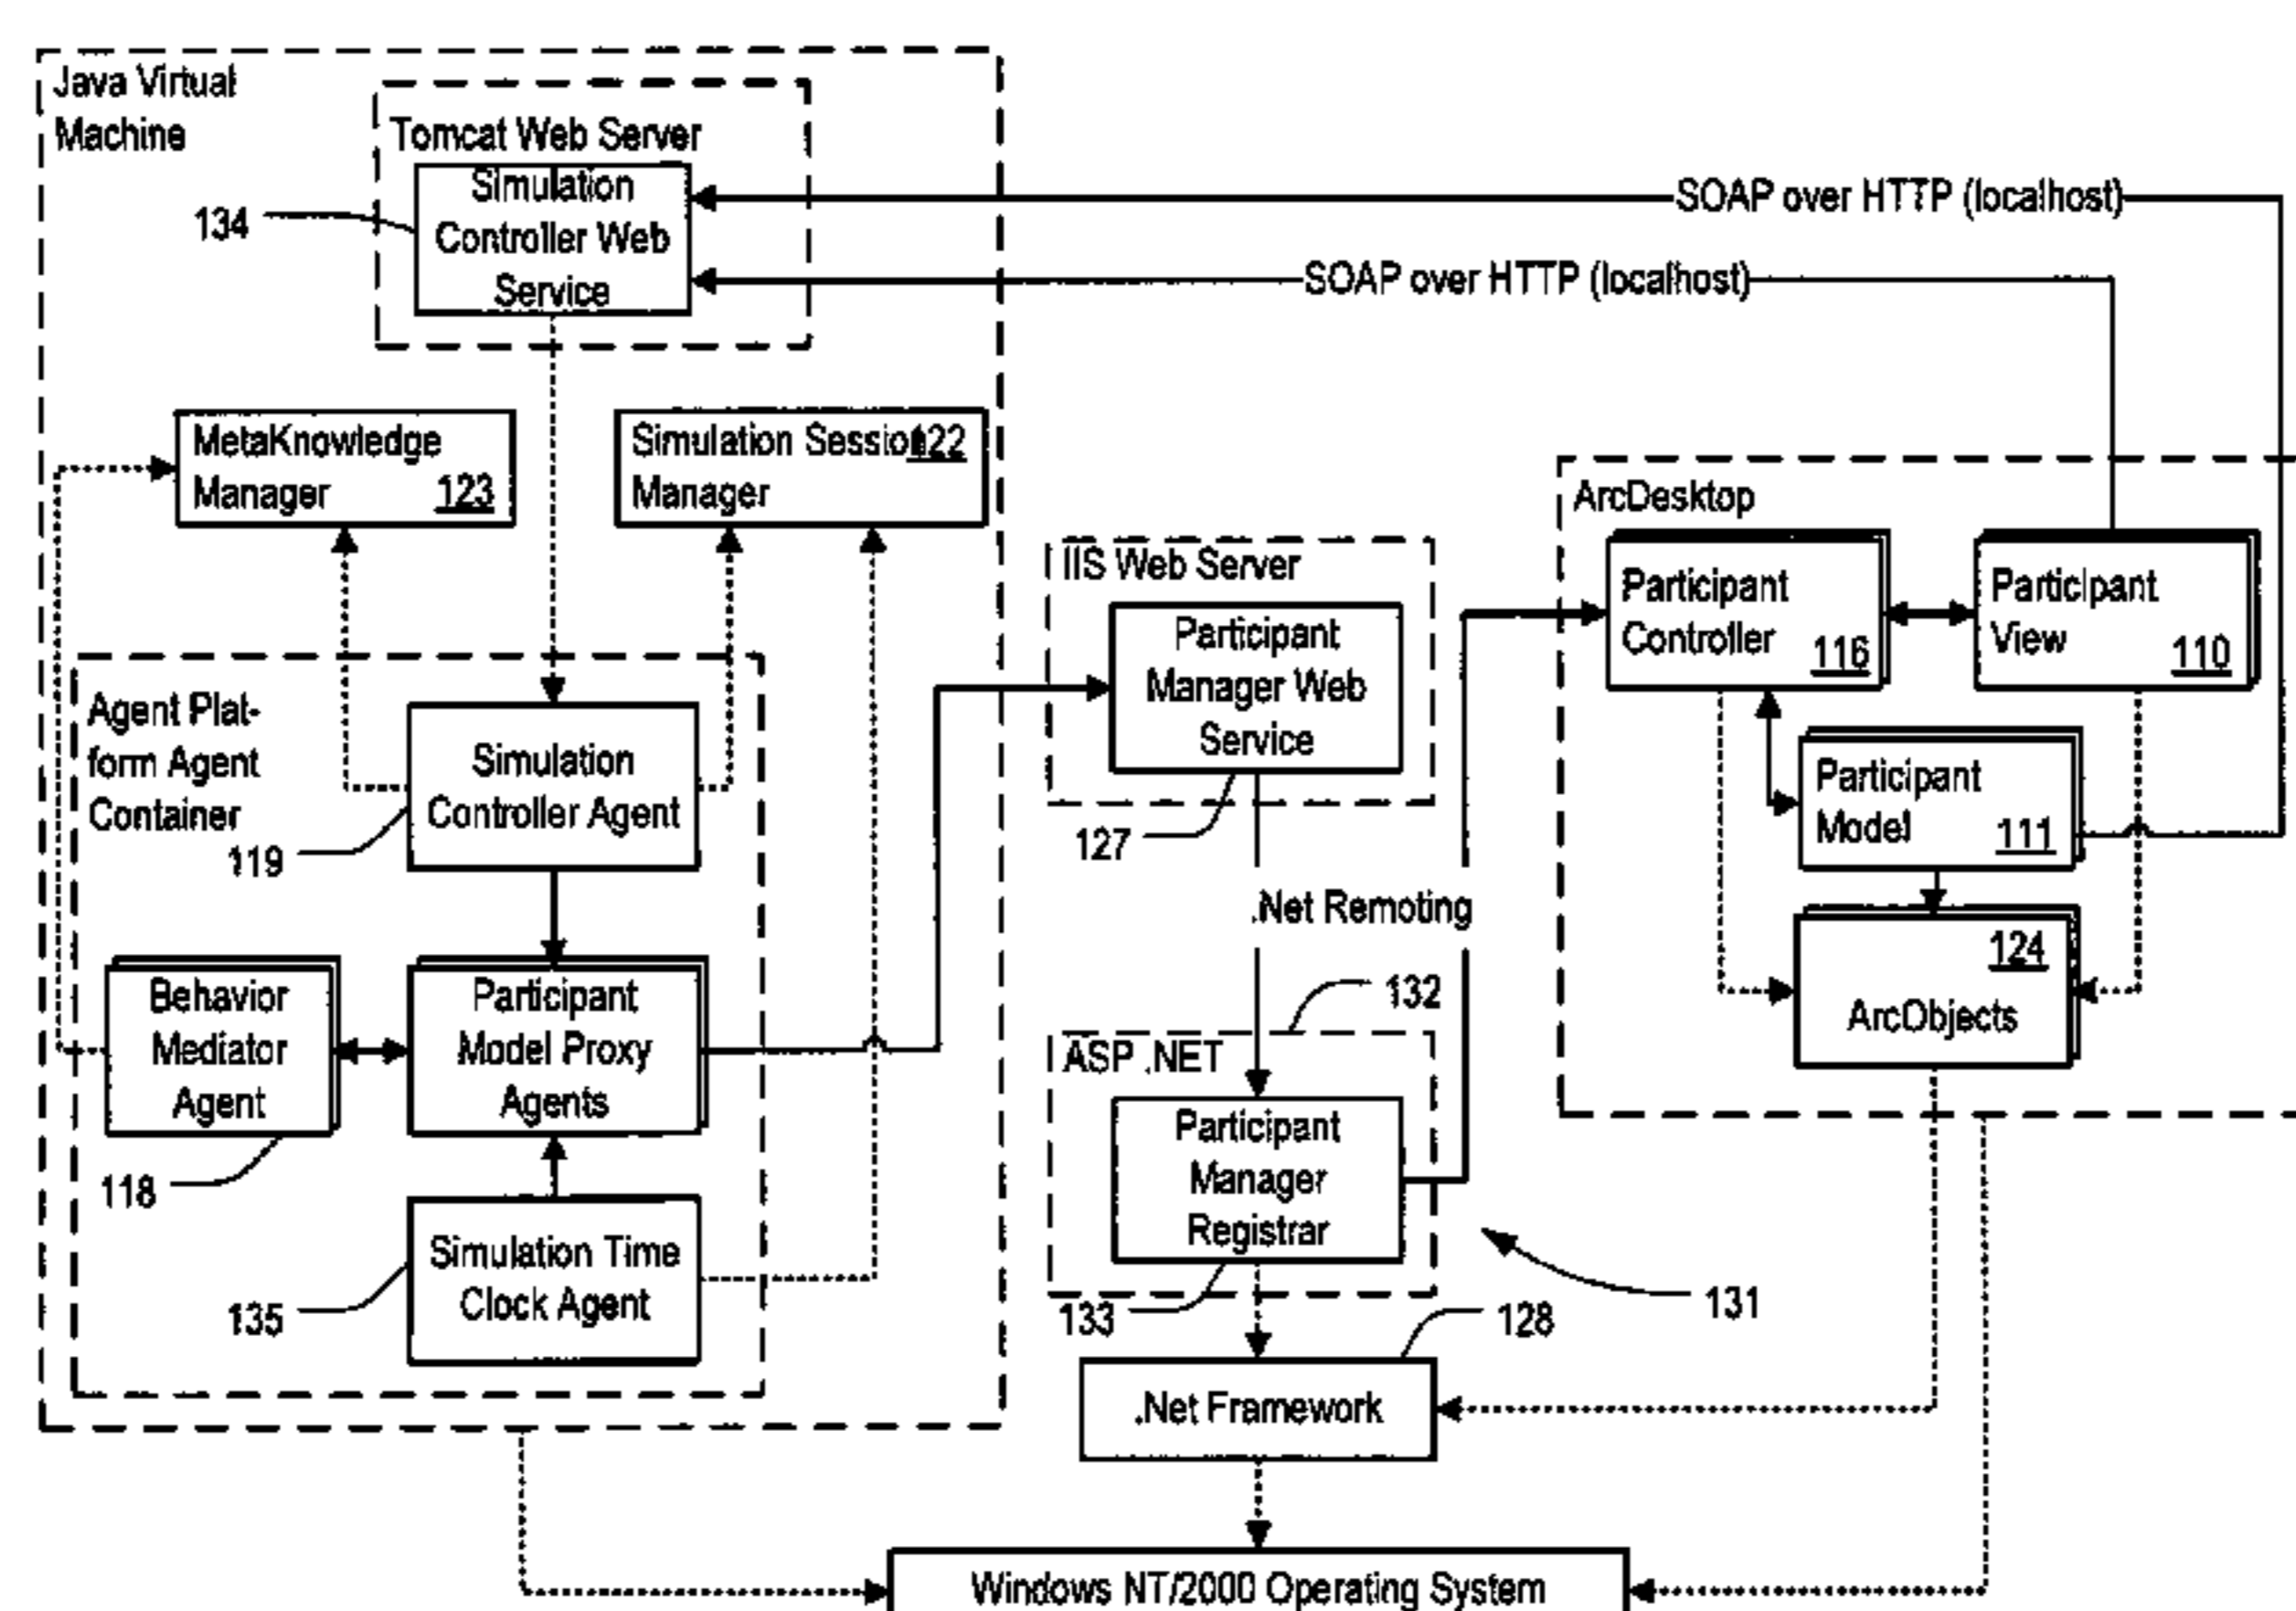 Java Virtual
Machine
Tomcat Web Server
Simulation
Controller Web
Service
134
SOAP over HTTP (localhost)
SOAP over HTTP (localhost)
MetaKnowledge
Manager 123
Simulation Session 122
Manager
Agent Plat-
form Agent
Container
Simulation
Controller Agent
119
Behavior
Mediator
Agent
118
Participant
Model Proxy
Agents
Simulation Time
Clock Agent
135
IIS Web Server
Participant
Manager Web
Service
127
.Net Remoting
132
ASP .NET
Participant
Manager
Registrar
133
128
131
.Net Framework
ArcDesktop
Participant
Controller 116
Participant
View 110
Participant
Model 111
124
ArcObjects
Windows NT/2000 Operating System